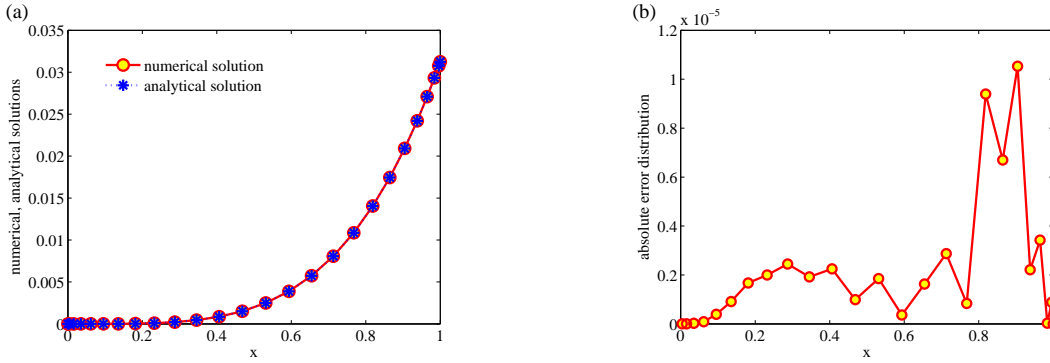 (a)
0.035
0.03
0.025
0.02
0.015
0.01
0.005
0
numerical, analytical solutions
numerical solution
analytical solution
0 0.2 0.4 0.6 0.8 1
x
(b)
x 10^-5
1.2
1
0.8
0.6
0.4
0.2
0
absolute error distribution
0 0.2 0.4 0.6 0.8
x